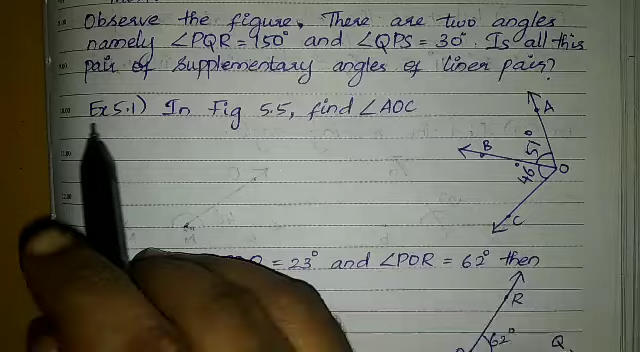 Observe the figure. There are two angles
namely ∠PQR = 150° and ∠QPS = 30°. Is all this
pair of supplementary angles of liner pair?
Ex 5.1) In Fig 5.5, find ∠AOC
A
B
51°
46°
O
C
= 23° and ∠POR = 62° then
R
62°
Q
M